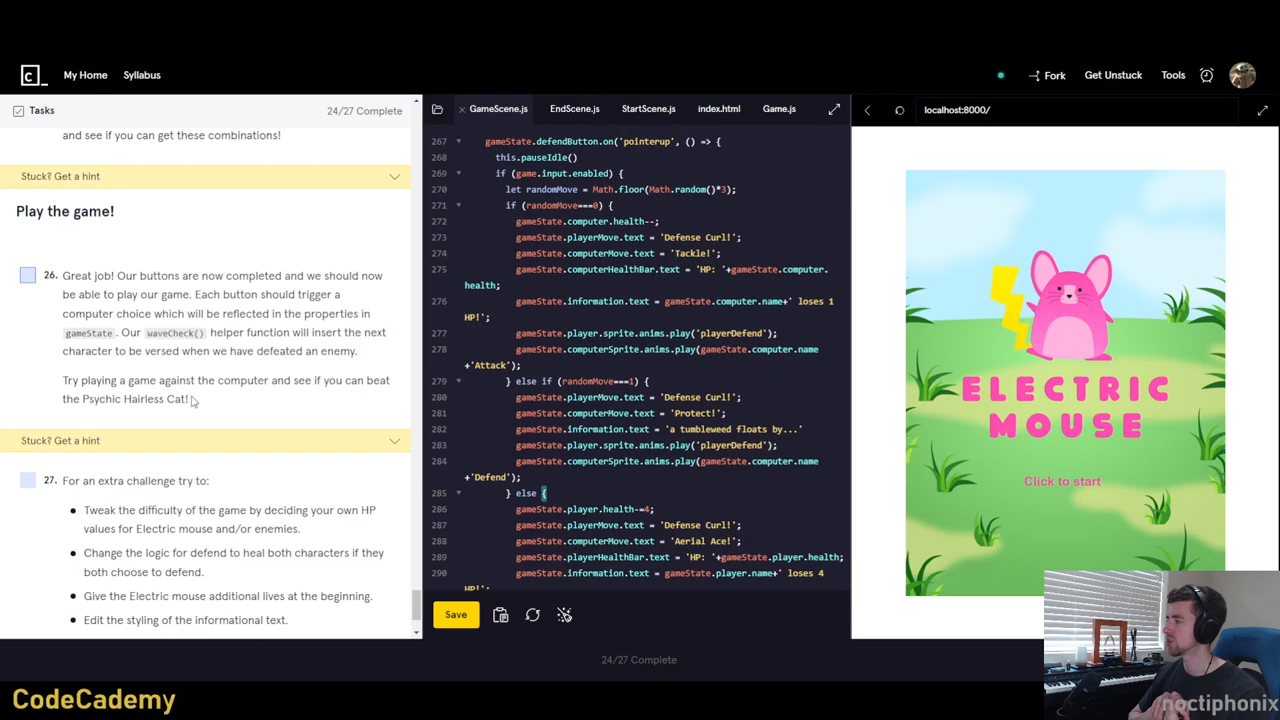 C_
My Home
Syllabus
Fork
Get Unstuck
Tools
Tasks
24/27 Complete
and see if you can get these combinations!
Stuck? Get a hint
Play the game!
26.
Great job! Our buttons are now completed and we should now
be able to play our game. Each button should trigger a
computer choice which will be reflected in the properties in
gameState. Our waveCheck() helper function will insert the next
character to be versed when we have defeated an enemy.
Try playing a game against the computer and see if you can beat
the Psychic Hairless Cat!
Stuck? Get a hint
27.
For an extra challenge try to:
Tweak the difficulty of the game by deciding your own HP
values for Electric mouse and/or enemies.
Change the logic for defend to heal both characters if they
both choose to defend.
Give the Electric mouse additional lives at the beginning.
Edit the styling of the informational text.
× GameScene.js
EndScene.js
StartScene.js
index.html
Game.js
267 gameState.defendButton.on('pointerup', () => {
268 this.pauseIdle()
269 if (game.input.enabled) {
270 let randomMove = Math.floor(Math.random()*3);
271 if (randomMove===0) {
272 gameState.computer.health--;
273 gameState.playerMove.text = 'Defense Curl!';
274 gameState.computerMove.text = 'Tackle!';
275 gameState.computerHealthBar.text = 'HP: '+gameState.computer.
health;
276 gameState.information.text = gameState.computer.name+' loses 1
HP!';
277 gameState.player.sprite.anims.play('playerDefend');
278 gameState.computerSprite.anims.play(gameState.computer.name
+'Attack');
279 } else if (randomMove===1) {
280 gameState.playerMove.text = 'Defense Curl!';
281 gameState.computerMove.text = 'Protect!';
282 gameState.information.text = 'a tumbleweed floats by...'
283 gameState.player.sprite.anims.play('playerDefend');
284 gameState.computerSprite.anims.play(gameState.computer.name
+'Defend');
285 } else {
286 gameState.player.health-=4;
287 gameState.playerMove.text = 'Defense Curl!';
288 gameState.computerMove.text = 'Aerial Ace!';
289 gameState.playerHealthBar.text = 'HP: '+gameState.player.health;
290 gameState.information.text = gameState.player.name+' loses 4
HP!';
Save
24/27 Complete
localhost:8000/
ELECTRIC
MOUSE
Click to start
CodeCademy
noctiphonix